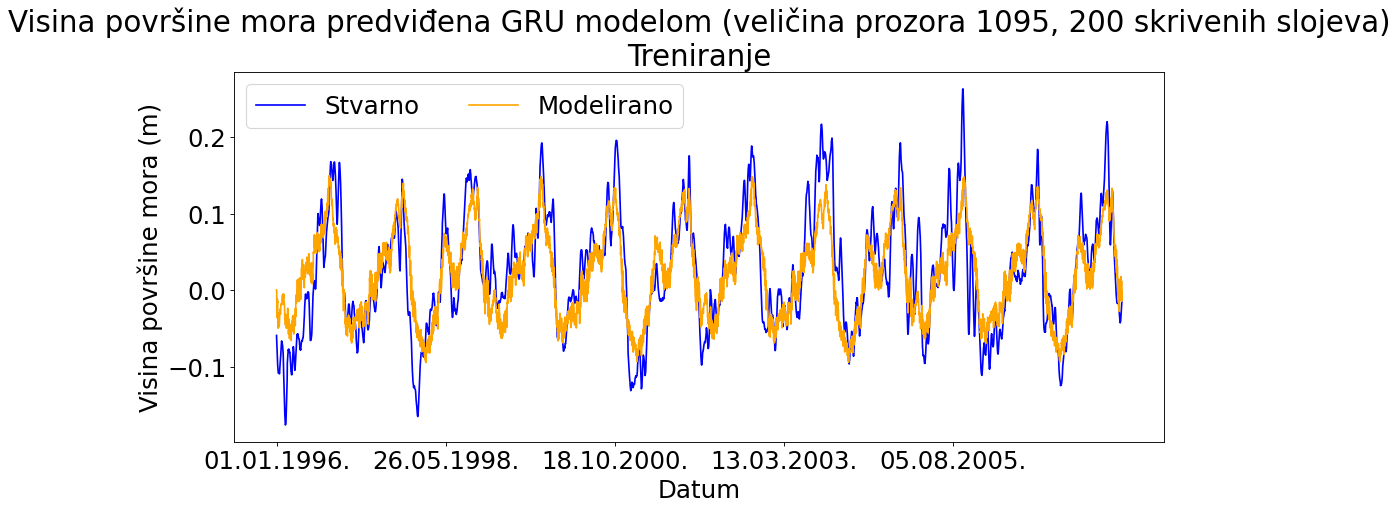 Visina površine mora predviđena GRU modelom (veličina prozora 1095, 200 skrivenih slojeva)
Treniranje
Stvarno Modelirano
Visina površine mora (m)
0.2
0.1
0.0
−0.1
01.01.1996. 26.05.1998. 18.10.2000. 13.03.2003. 05.08.2005.
Datum